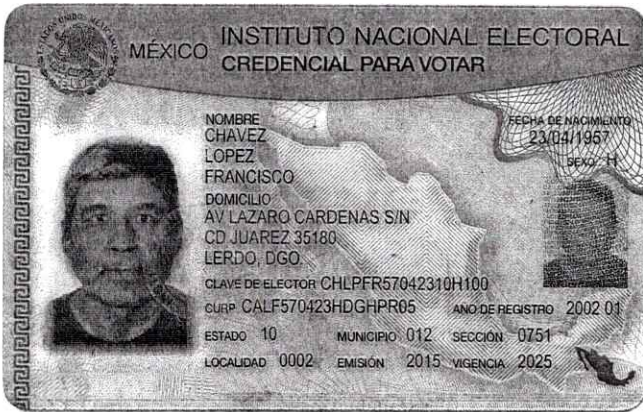 MÉXICO INSTITUTO NACIONAL ELECTORAL
CREDENCIAL PARA VOTAR
NOMBRE
CHAVEZ
LOPEZ
FRANCISCO
FECHA DE NACIMIENTO
23/04/1957
SEXO H
DOMICILIO
AV LAZARO CARDENAS S/N
CD JUAREZ 35180
LERDO, DGO.
CLAVE DE ELECTOR CHLPFR57042310H100
CURP CALF570423HDGHPR05 AÑO DE REGISTRO 2002 01
ESTADO 10 MUNICIPIO 012 SECCIÓN 0751
LOCALIDAD 0002 EMISIÓN 2015 VIGENCIA 2025